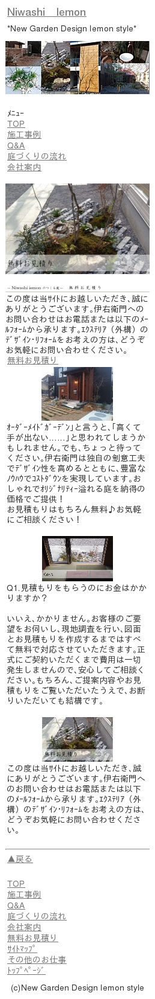 Niwashi　lemon
*New Garden Design lemon style*
ﾒﾆｭｰ
TOP
施工事例
Q&A
庭づくりの流れ
会社案内
無料お見積り
－ Niwashi iemon のつくる庭－　無料お見積り
この度は当ｻｲﾄにお越しいただき､誠に
ありがとうございます｡伊右衛門への
お問い合わせはお電話または以下のﾒｰ
ﾙﾌｫｰﾑから承ります｡ｴｸｽﾃﾘｱ（外構）の
ﾃﾞｻﾞｲﾝ･ﾘﾌｫｰﾑをお考えの方は､どうぞ
お気軽にお問い合わせください。
無料お見積り
ｵｰﾀﾞｰﾒｲﾄﾞｶﾞｰﾃﾞﾝ｣と言うと､｢高くて
手が出ない……｣と思われてしまうか
もしれません｡でも､ちょっと待って
ください｡伊右衛門は独自の創意工夫
でﾃﾞｻﾞｲﾝ性を高めるとともに､豊富な
ﾉｳﾊｳでｺｽﾄﾀﾞｳﾝを実現しています｡お
しゃれでｵﾘｼﾞﾅﾘﾃｨｰ溢れる庭を納得の
価格でご提供！
お見積もりはもちろん無料♪お気軽
にご相談ください！
Q&A
Q1.見積もりをもらうのにお金はかか
りますか？
いいえ､かかりません｡お客様のご要
望をお伺いし､現地調査を行い､図面
とお見積もりを作成するまではすべ
て無料で対応させていただきます｡正
式にご契約いただくまで費用は一切
発生しませんので､安心してご相談く
ださい｡もちろん､ご提案内容やお見
積もりをご覧いただいたうえで､お断
りいただいても結構です。
無料お見積り
この度は当ｻｲﾄにお越しいただき､誠
にありがとうございます｡伊右衛門へ
のお問い合わせはお電話または以下
のﾒｰﾙﾌｫｰﾑから承ります｡ｴｸｽﾃﾘｱ（外
構）のﾃﾞｻﾞｲﾝ･ﾘﾌｫｰﾑをお考えの方は､
どうぞお気軽にお問い合わせくださ
い。
▲戻る
TOP
施工事例
Q&A
庭づくりの流れ
会社案内
無料お見積り
ｻｲﾄﾏｯﾌﾟ
その他のお仕事
ﾄｯﾌﾟﾍﾟｰｼﾞ
(c)New Garden Design lemon style